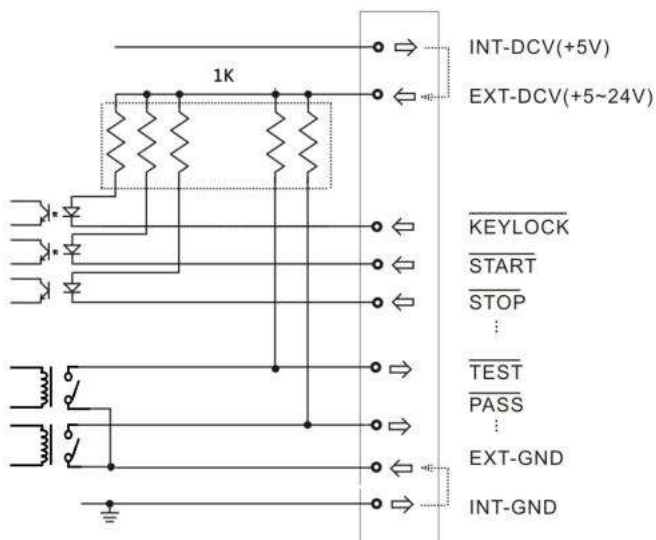 INT-DCV(+5V)
1K
EXT-DCV(+5~24V)
KEYLOCK
START
STOP
⋮
TEST
PASS
⋮
EXT-GND
INT-GND